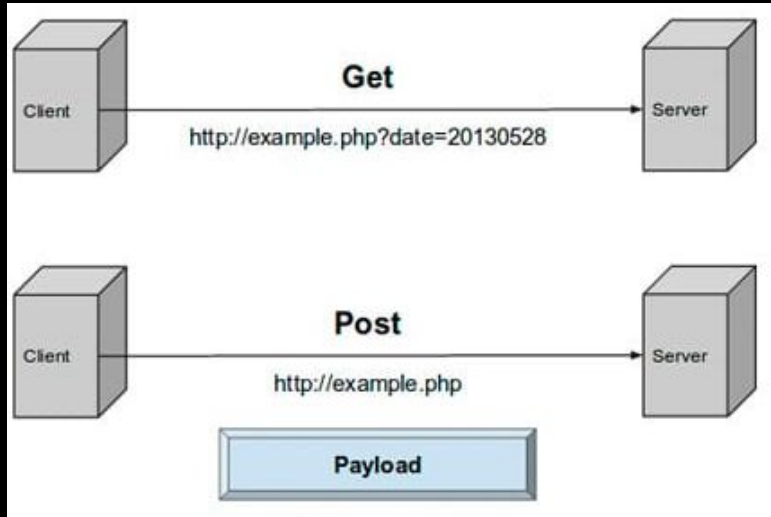 Get
Client
Server
http://example.php?date=20130528
Post
Client
Server
http://example.php
Payload